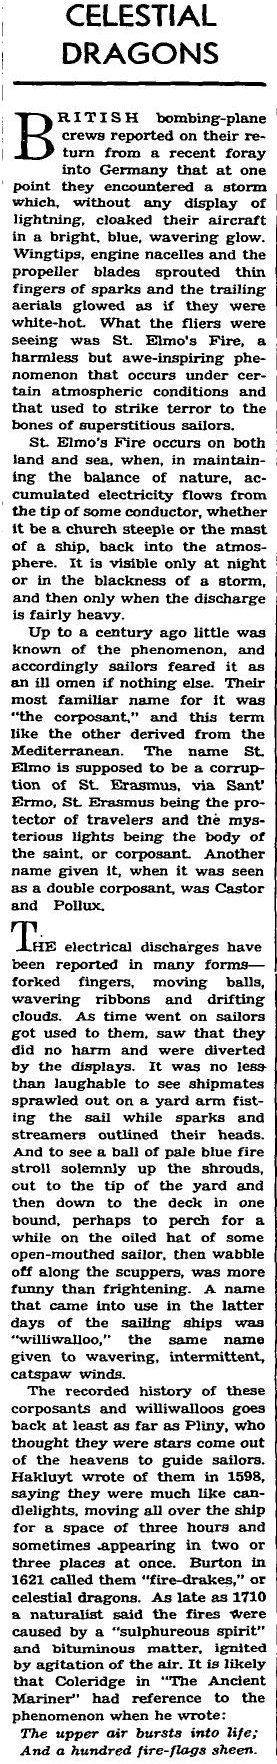 CELESTIAL
DRAGONS
BRITISH bombing-plane
crews reported on their re-
turn from a recent foray
into Germany that at one
point they encountered a storm
which, without any display of
lightning, cloaked their aircraft
in a bright, blue, wavering glow.
Wingtips, engine nacelles and the
propeller blades sprouted thin
fingers of sparks and the trailing
aerials glowed as if they were
white-hot. What the fliers were
seeing was St. Elmo's Fire, a
harmless but awe-inspiring phe-
nomenon that occurs under cer-
tain atmospheric conditions and
that used to strike terror to the
bones of superstitious sailors.
St. Elmo's Fire occurs on both
land and sea, when, in maintain-
ing the balance of nature, ac-
cumulated electricity flows from
the tip of some conductor, whether
it be a church steeple or the mast
of a ship, back into the atmos-
phere. It is visible only at night
or in the blackness of a storm,
and then only when the discharge
is fairly heavy.
Up to a century ago little was
known of the phenomenon, and
accordingly sailors feared it as
an ill omen if nothing else. Their
most familiar name for it was
"the corposant," and this term
like the other derived from the
Mediterranean. The name St.
Elmo is supposed to be a corrup-
tion of St. Erasmus, via Sant'
Ermo, St. Erasmus being the pro-
tector of travelers and the mys-
terious lights being the body of
the saint, or corposant. Another
name given it, when it was seen
as a double corposant, was Castor
and Pollux.
THE electrical discharges have
been reported in many forms—
forked fingers, moving balls,
wavering ribbons and drifting
clouds. As time went on sailors
got used to them, saw that they
did no harm and were diverted
by the displays. It was no less
than laughable to see shipmates
sprawled out on a yard arm fist-
ing the sail while sparks and
streamers outlined their heads.
And to see a ball of pale blue fire
stroll solemnly up the shrouds,
out to the tip of the yard and
then down to the deck in one
bound, perhaps to perch for a
while on the oiled hat of some
open-mouthed sailor, then wabble
off along the scuppers, was more
funny than frightening. A name
that came into use in the latter
days of the sailing ships was
"williwalloo," the same name
given to wavering, intermittent,
catspaw winds.
The recorded history of these
corposants and williwalloos goes
back at least as far as Pliny, who
thought they were stars come out
of the heavens to guide sailors.
Hakluyt wrote of them in 1598,
saying they were much like can-
dlelights, moving all over the ship
for a space of three hours and
sometimes appearing in two or
three places at once. Burton in
1621 called them "fire-drakes," or
celestial dragons. As late as 1710
a naturalist said the fires were
caused by a "sulphureous spirit"
and bituminous matter, ignited
by agitation of the air. It is likely
that Coleridge in "The Ancient
Mariner" had reference to the
phenomenon when he wrote:
The upper air bursts into life;
And a hundred fire-flags sheen.